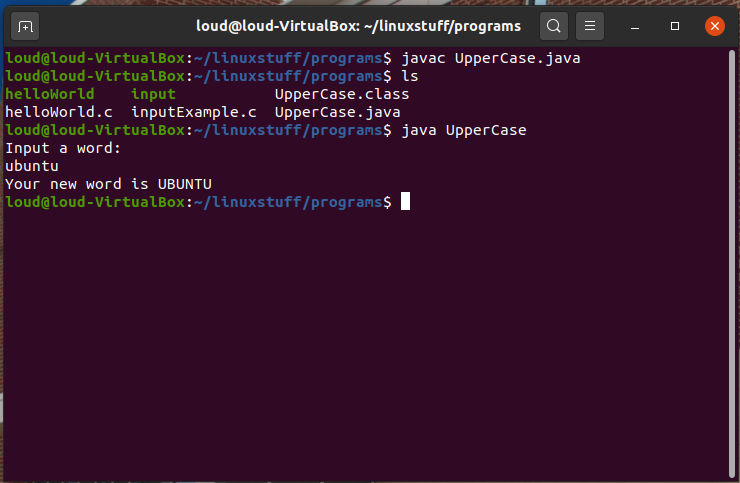 loud@loud-VirtualBox: ~/linuxstuff/programs
loud@loud-VirtualBox:~/linuxstuff/programs$ javac UpperCase.java
loud@loud-VirtualBox:~/linuxstuff/programs$ ls
helloWorld    input           UpperCase.class
helloWorld.c  inputExample.c  UpperCase.java
loud@loud-VirtualBox:~/linuxstuff/programs$ java UpperCase
Input a word:
ubuntu
Your new word is UBUNTU
loud@loud-VirtualBox:~/linuxstuff/programs$